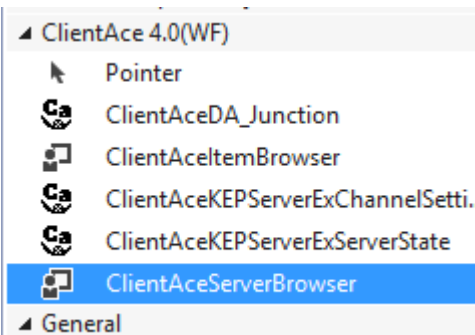 ClientAce 4.0(WF)
Pointer
ClientAceDA_Junction
ClientAceItemBrowser
ClientAceKEPServerExChannelSetti.
ClientAceKEPServerExServerState
ClientAceServerBrowser
General